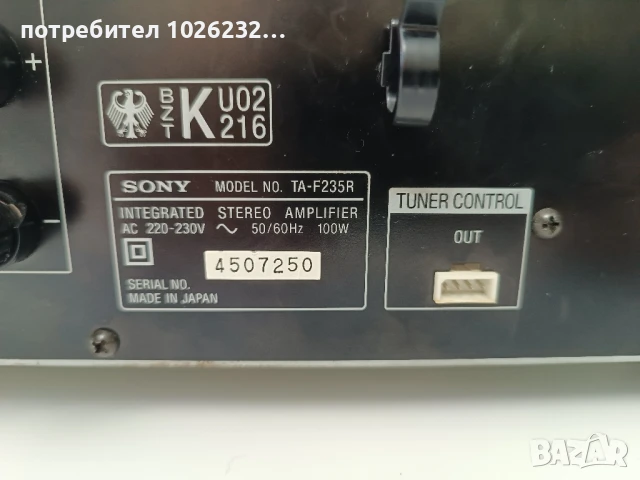 потребител 1026232...
+
BZT K U02
216
SONY MODEL NO. TA-F235R
INTEGRATED STEREO AMPLIFIER
AC 220-230V ~ 50/60Hz 100W
4507250
SERIAL NO.
MADE IN JAPAN
TUNER CONTROL
OUT
−
BAZAR